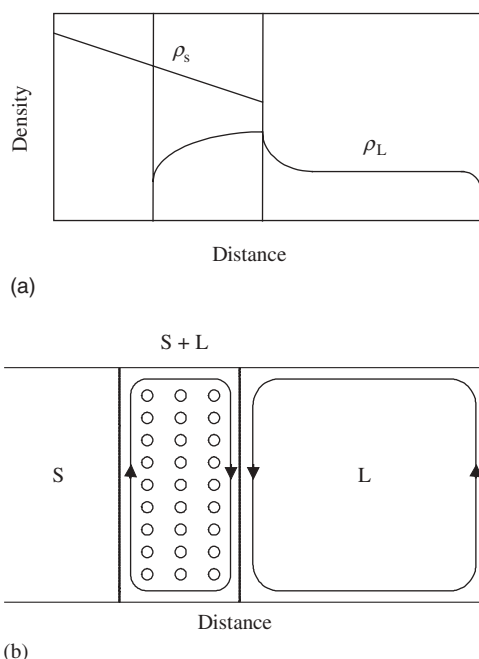 ρs
ρL
Density
Distance
(a)
S + L
S
L
Distance
(b)